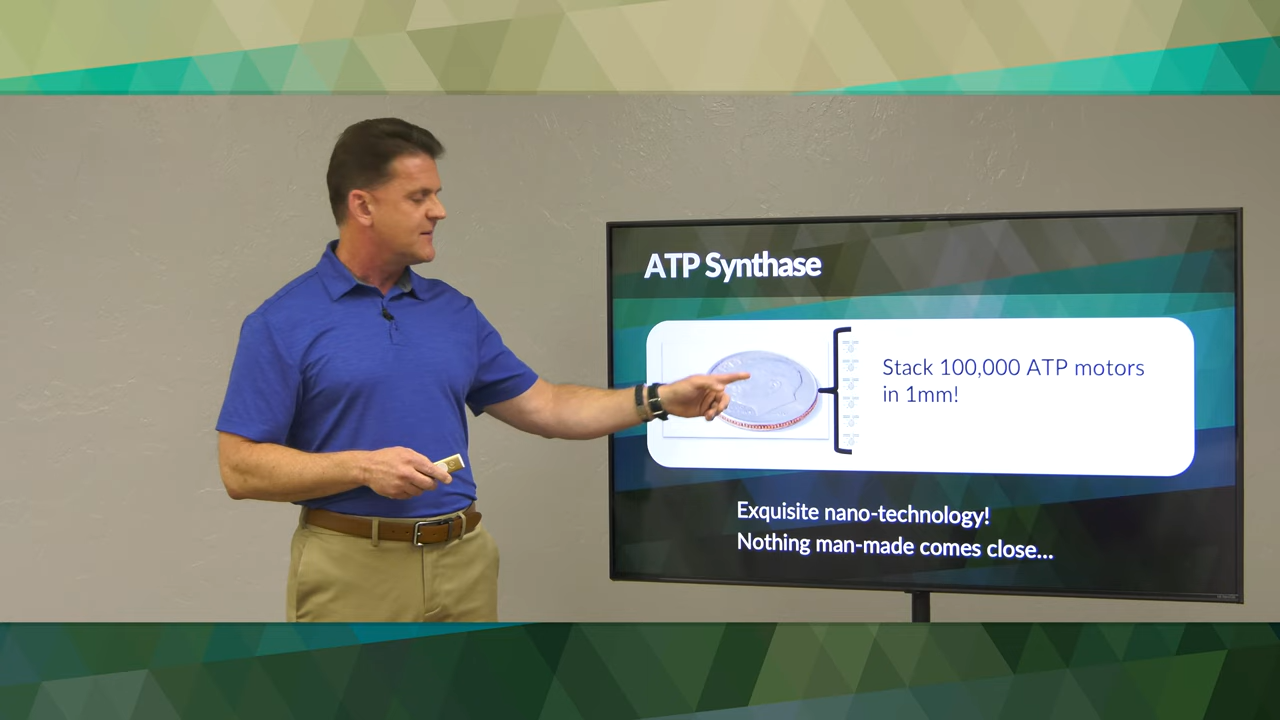 ATP Synthase
Stack 100,000 ATP motors
in 1mm!
Exquisite nano-technology!
Nothing man-made comes close...